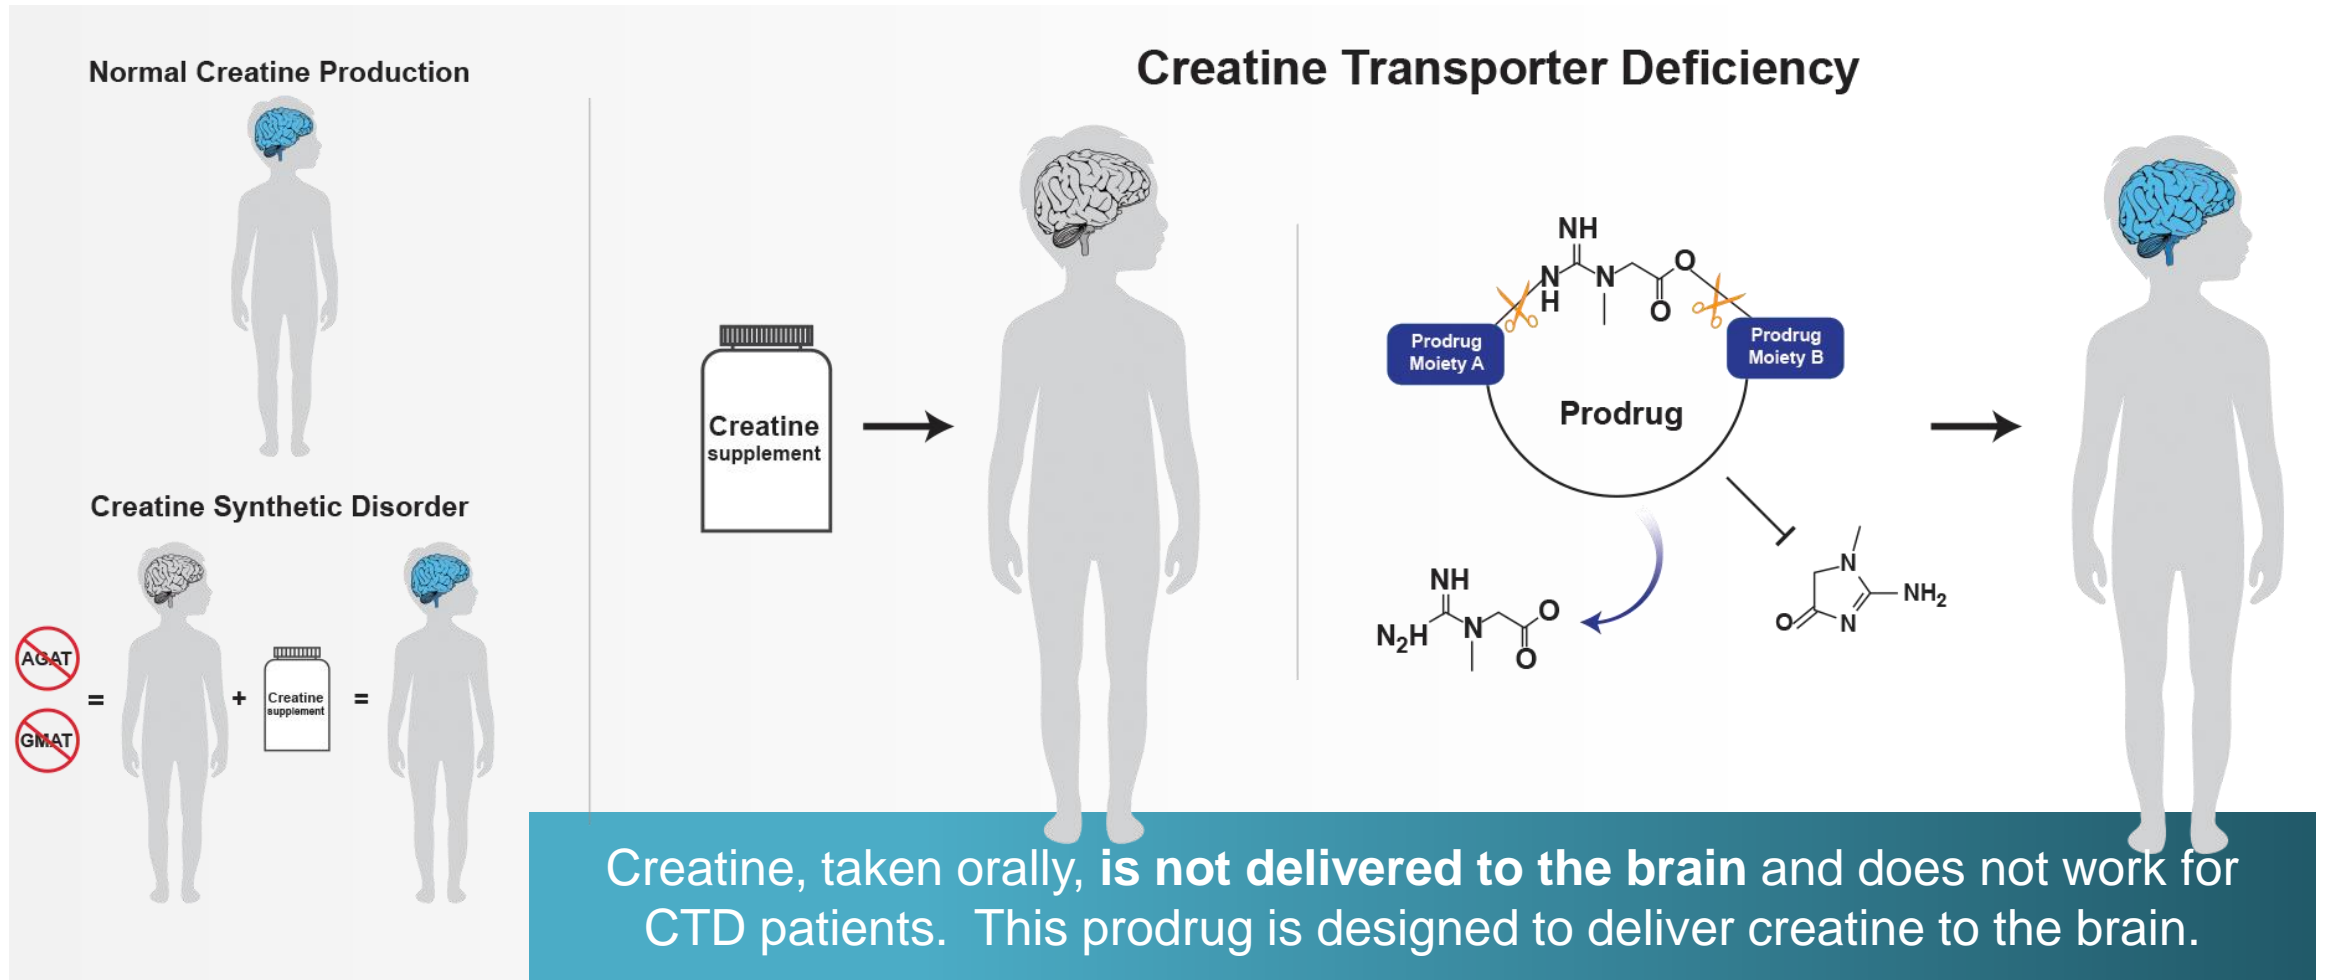 Normal Creatine Production
Creatine Synthetic Disorder
AGAT
GMAT
=
+
Creatine
supplement
=
Creatine Transporter Deficiency
Creatine
supplement
NH
N
H
N
O
O
Prodrug
Moiety A
Prodrug
Moiety B
Prodrug
NH
N₂H
N
O
O
N
NH₂
N
O
Creatine, taken orally, is not delivered to the brain and does not work for
CTD patients. This prodrug is designed to deliver creatine to the brain.